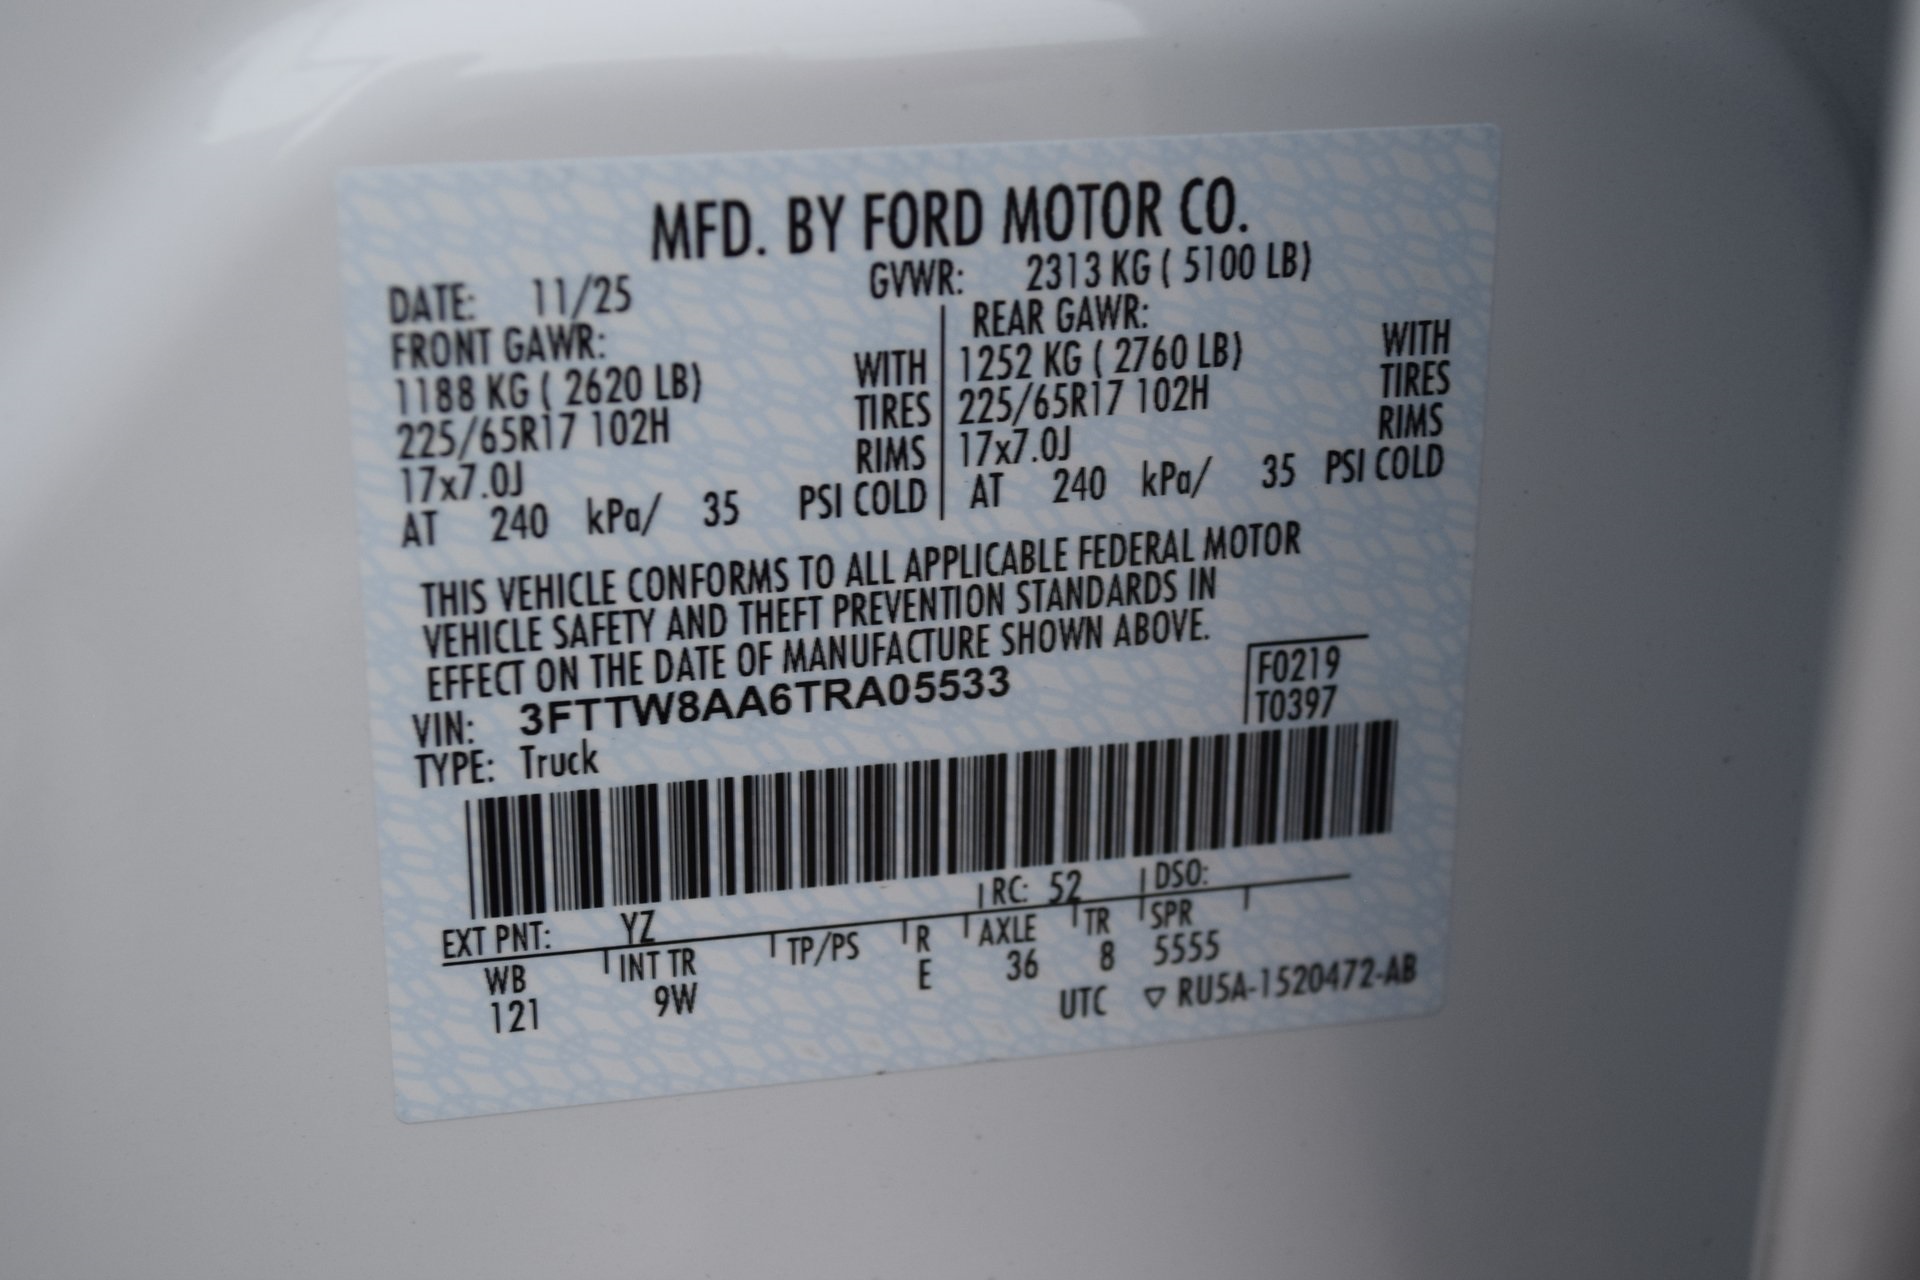 MFD. BY FORD MOTOR CO.
DATE: 11/25 GVWR: 2313 KG ( 5100 LB)
FRONT GAWR: REAR GAWR:
1188 KG ( 2620 LB) WITH 1252 KG ( 2760 LB) WITH
225/65R17 102H TIRES 225/65R17 102H TIRES
17x7.0J RIMS 17x7.0J RIMS
AT 240 kPa/ 35 PSI COLD AT 240 kPa/ 35 PSI COLD
THIS VEHICLE CONFORMS TO ALL APPLICABLE FEDERAL MOTOR
VEHICLE SAFETY AND THEFT PREVENTION STANDARDS IN
EFFECT ON THE DATE OF MANUFACTURE SHOWN ABOVE.
VIN: 3FTTW8AA6TRA05533 F0219
TYPE: Truck T0397
EXT PNT: YZ RC: 52 DSO:
WB INT TR TP/PS R AXLE TR SPR
121 9W E 36 8 5555
UTC ▽ RU5A-1520472-AB